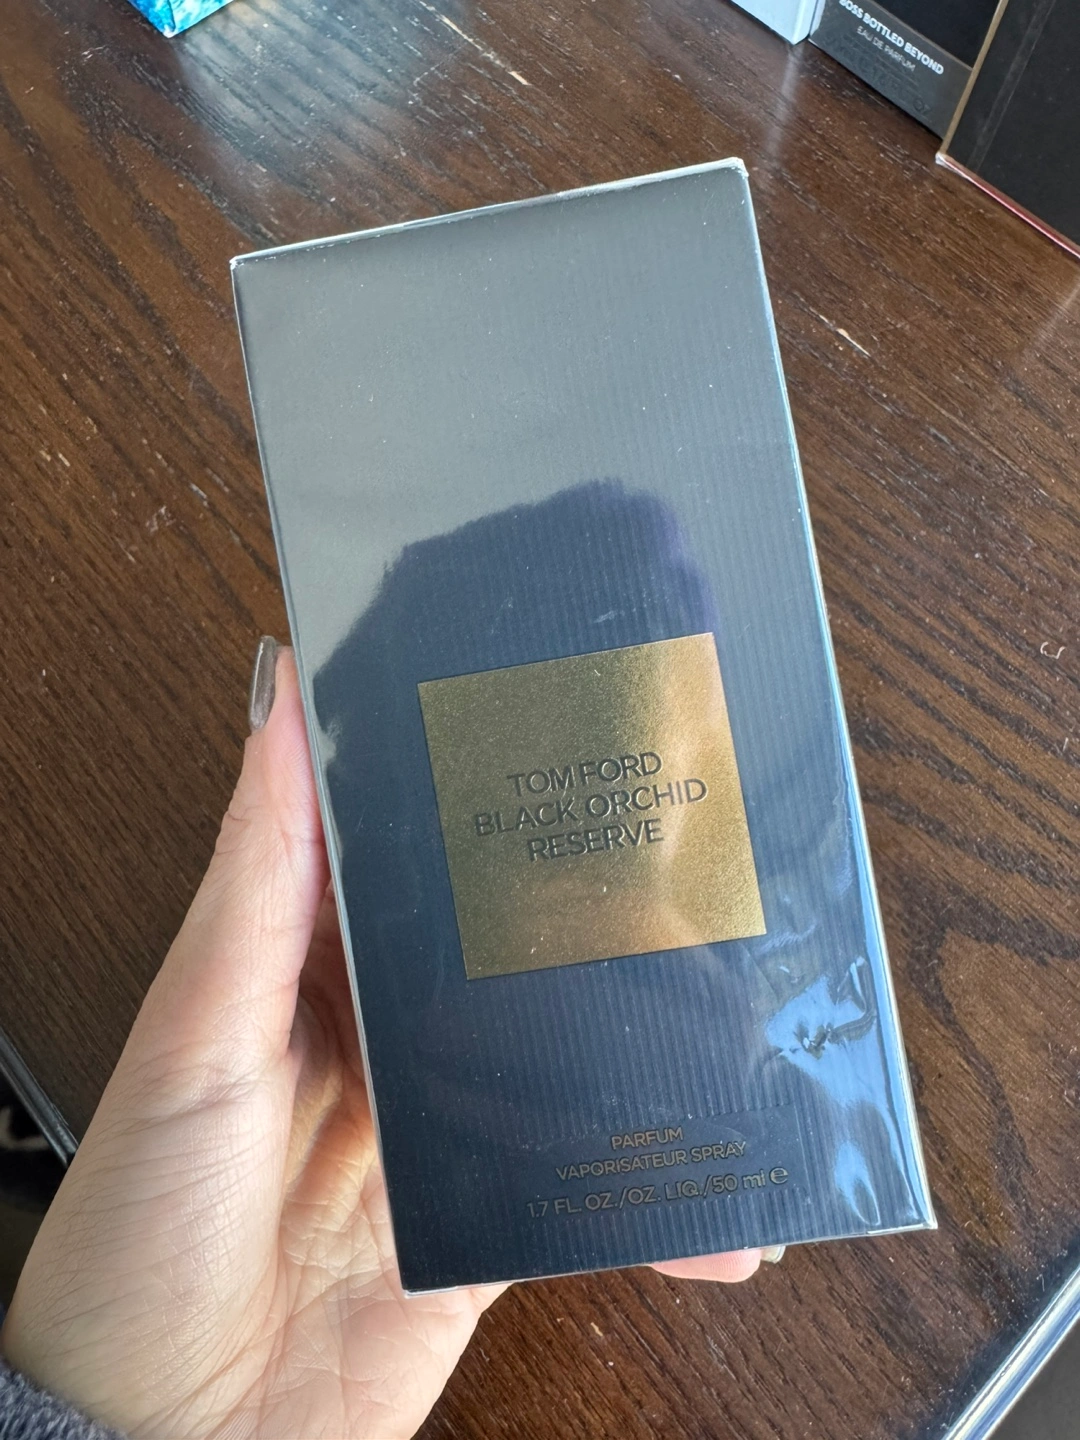 BOSS BOTTLED BEYOND
EAU DE PARFUM
TOM FORD
BLACK ORCHID
RESERVE
PARFUM
VAPORISATEUR SPRAY
1.7 FL. OZ./OZ. LIQ./50 ml e